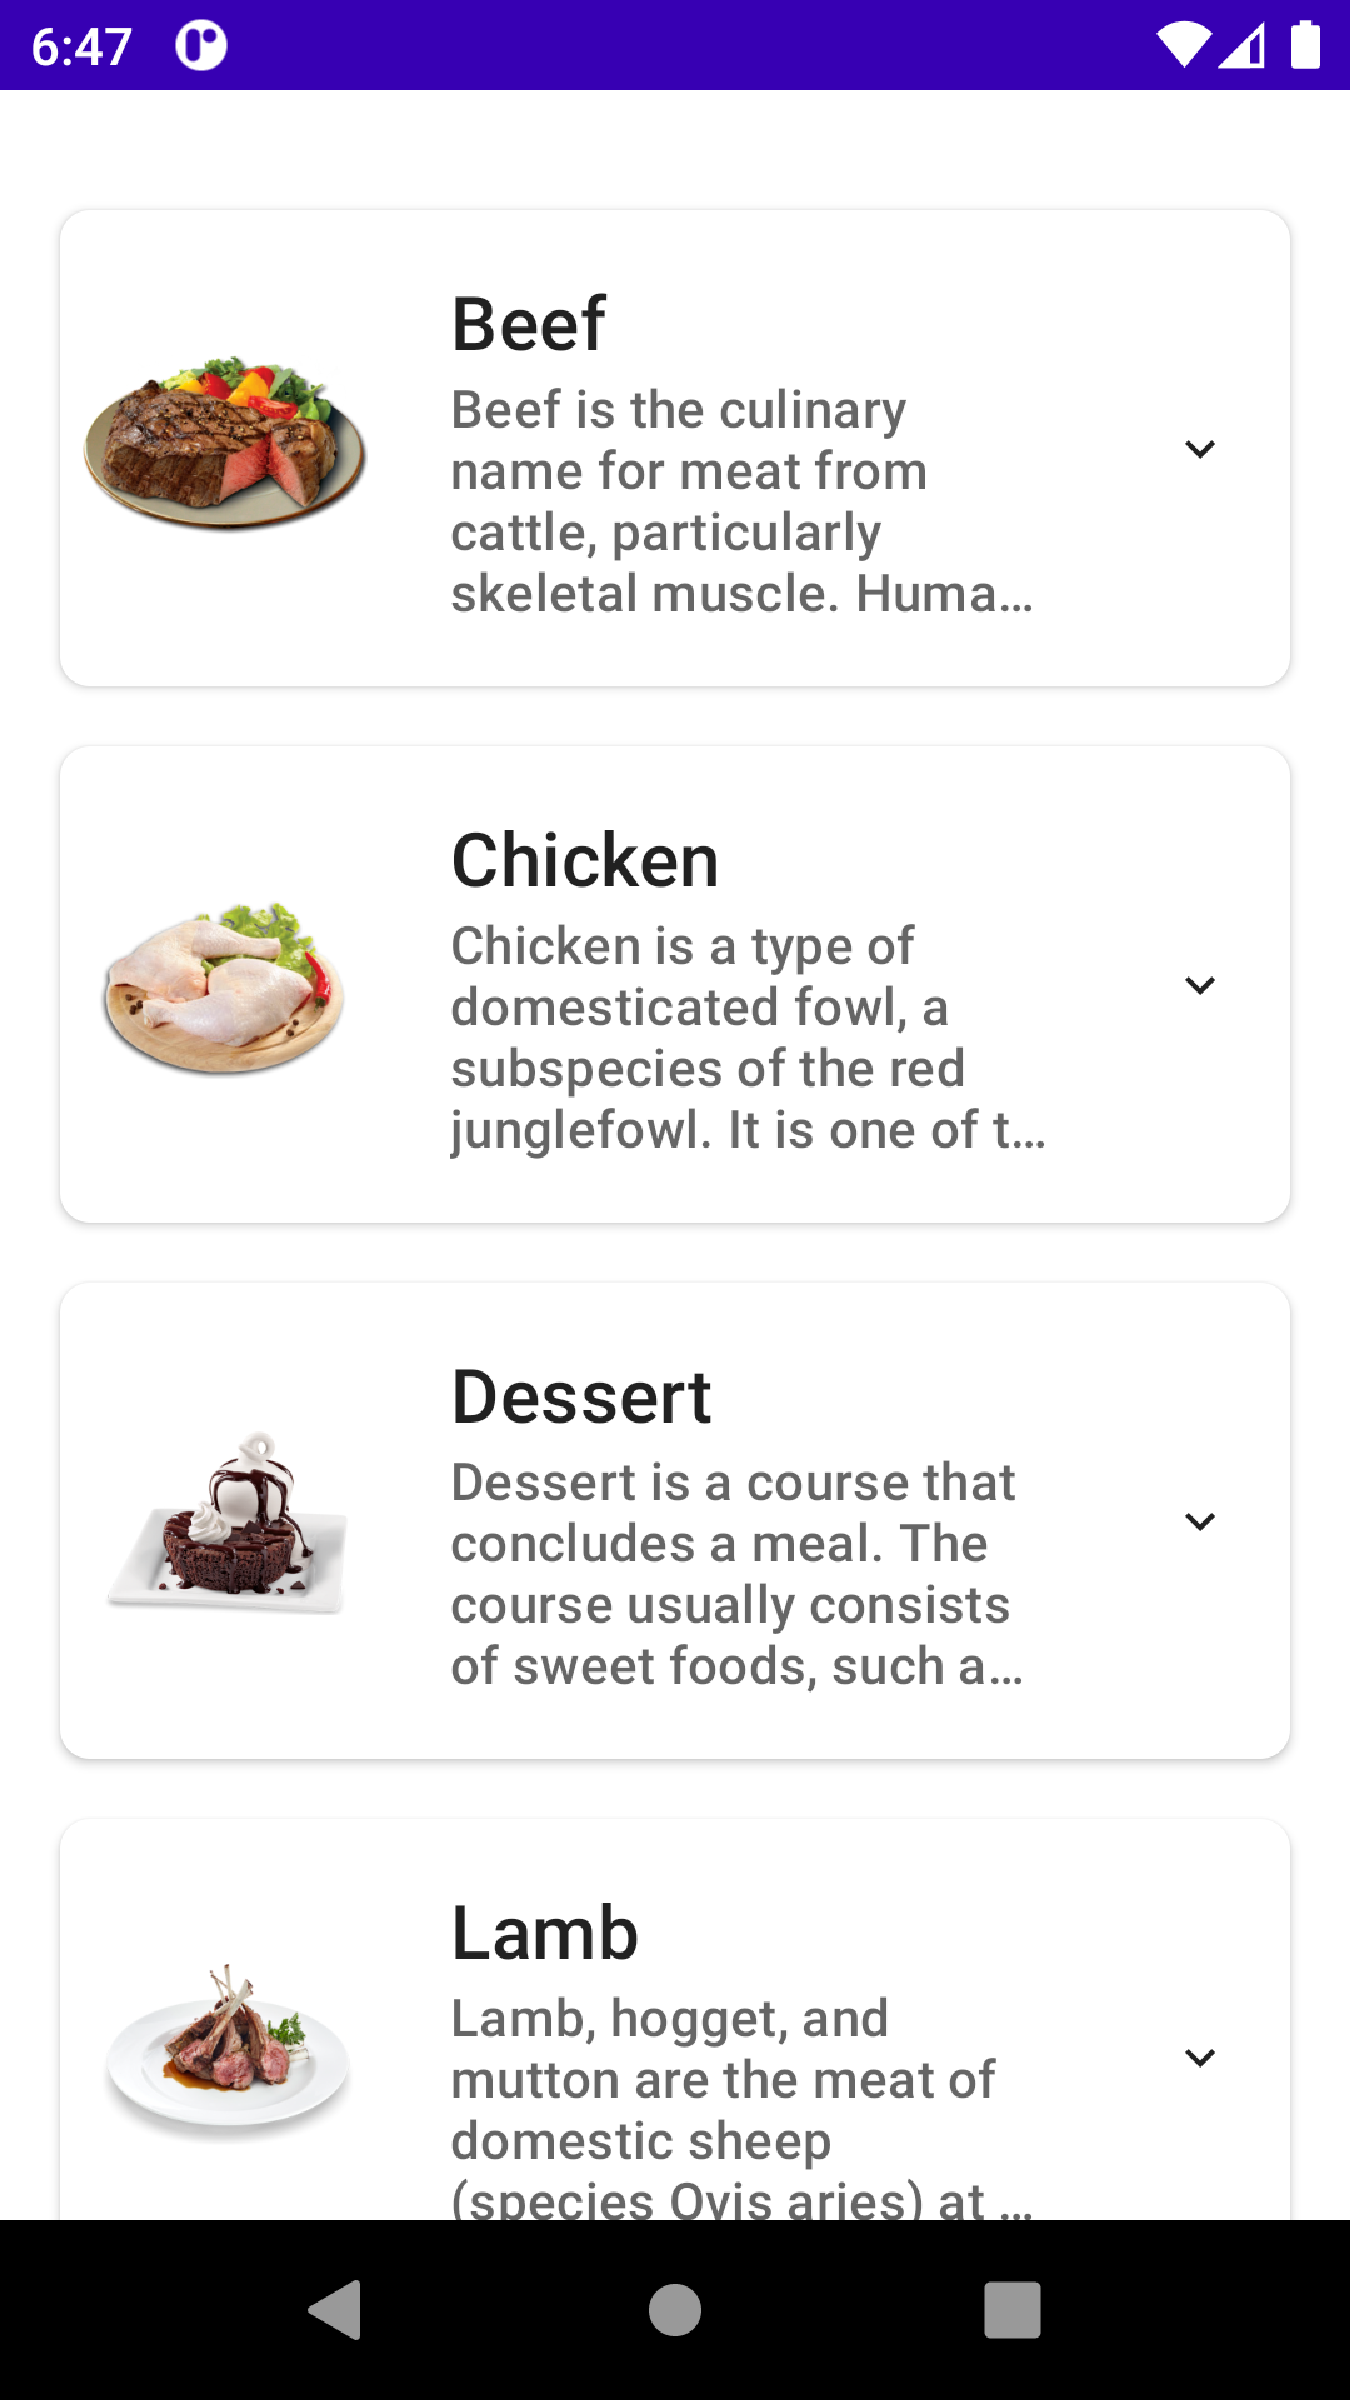 6:47
Beef
Beef is the culinary
name for meat from
cattle, particularly
skeletal muscle. Huma...
Chicken
Chicken is a type of
domesticated fowl, a
subspecies of the red
junglefowl. It is one of t...
Dessert
Dessert is a course that
concludes a meal. The
course usually consists
of sweet foods, such a...
Lamb
Lamb, hogget, and
mutton are the meat of
domestic sheep
(species Ovis aries) at ...